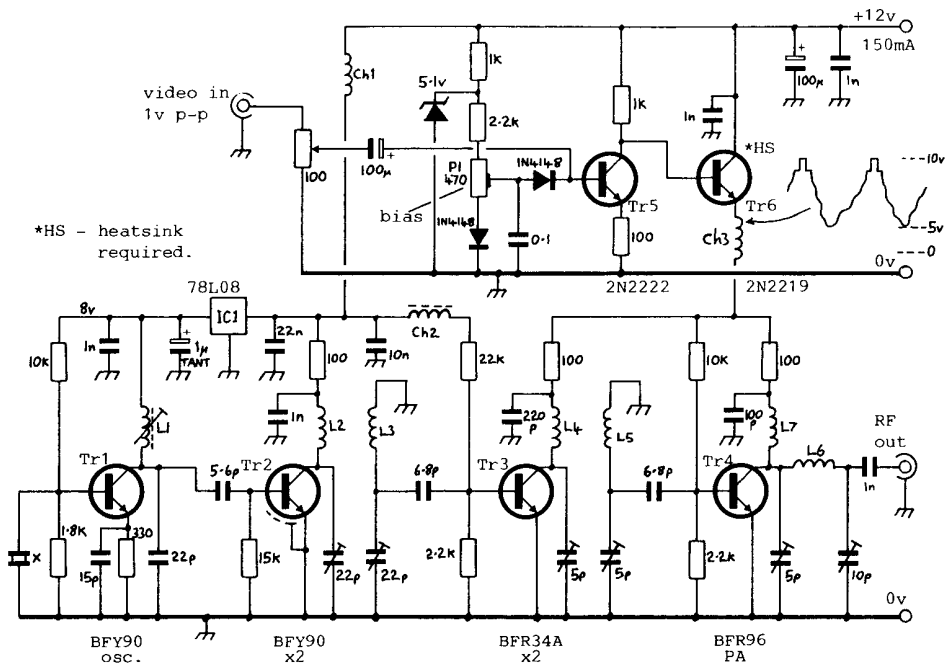 +12v
150mA
Ch1
1k
5·1v
100µ
+
1n
video in
1v p-p
2.2k
1k
1n
*HS
100
100µ
+
P1
470
1N4148
Tr5
Tr6
--- 10v
bias
1N4148
0·1
100
Ch3
5v
--- 0
*HS - heatsink
required.
0v
2N2222
2N2219
78L08
8v
IC1
Ch2
10k
1n
+
1µ
TANT
22n
100
10n
22k
100
10k
100
L1
1n
L2
L3
220
p
L4
L5
100
p
L7
RF
out
Tr1
5·6p
Tr2
6·8p
Tr3
6·8p
Tr4
L6
1n
X
1·8k
15p
330
22p
15k
22p
22p
2·2k
5p
5p
2·2k
5p
10p
0v
BFY90
osc.
BFY90
x2
BFR34A
x2
BFR96
PA